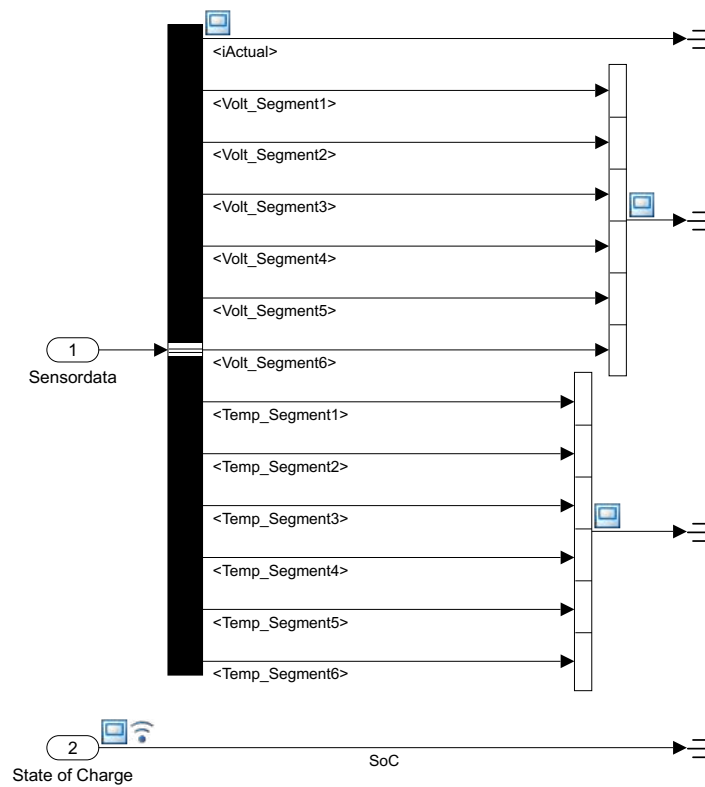 <iActual>
<Volt_Segment1>
<Volt_Segment2>
<Volt_Segment3>
<Volt_Segment4>
<Volt_Segment5>
1
Sensordata
<Volt_Segment6>
<Temp_Segment1>
<Temp_Segment2>
<Temp_Segment3>
<Temp_Segment4>
<Temp_Segment5>
<Temp_Segment6>
2
State of Charge
SoC